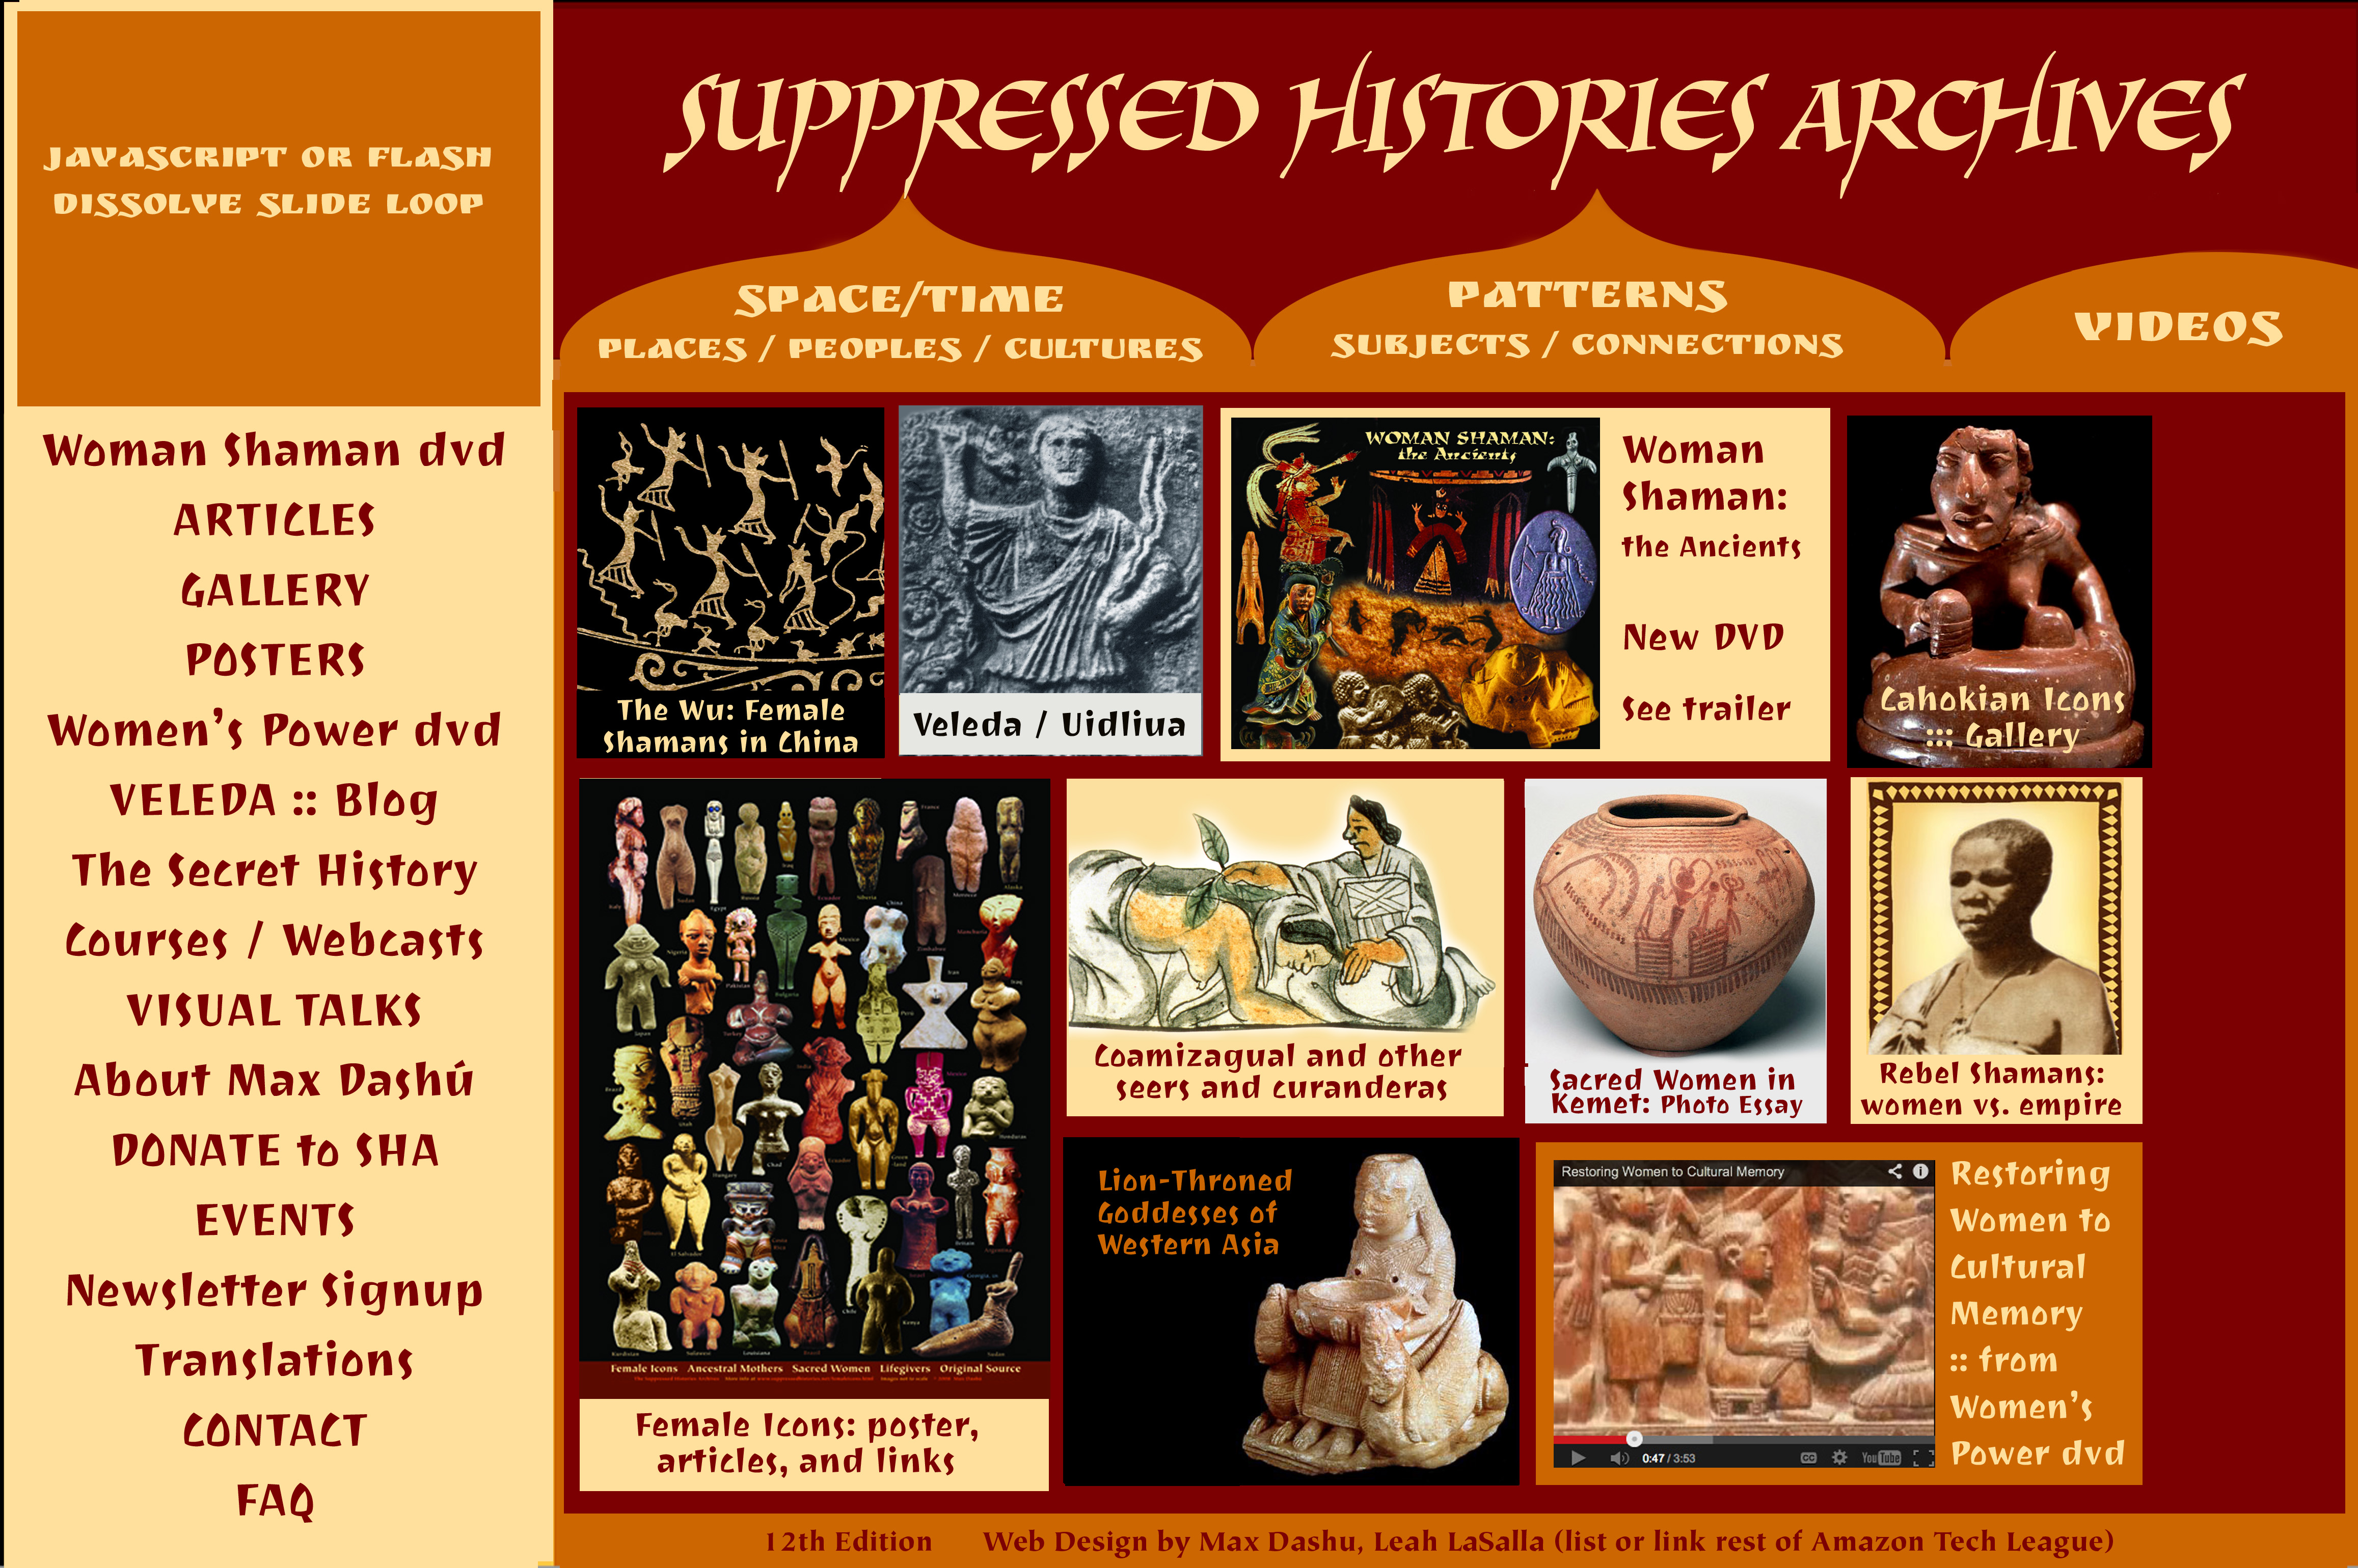 SUPPRESSED HISTORIES ARCHIVES
JAVASCRIPT OR FLASH
DISSOLVE SLIDE LOOP
SPACE/TIME
PLACES / PEOPLES / CULTURES
PATTERNS
SUBJECTS / CONNECTIONS
VIDEOS
Woman Shaman dvd
ARTICLES
GALLERY
POSTERS
Women's Power dvd
VELEDA :: Blog
The Secret History
Courses / Webcasts
VISUAL TALKS
About Max Dashú
DONATE to SHA
EVENTS
Newsletter Signup
Translations
CONTACT
FAQ
The Wu: Female
Shamans in China
Veleda / Uidliua
WOMAN SHAMAN:
the Ancients
Woman
Shaman:
the Ancients
New DVD
See trailer
Cahokian Icons
::: Gallery
Female Icons Ancestral Mothers Sacred Women Lifegivers Original Source
Female Icons: poster,
articles, and links
Coamizagual and other
seers and curanderas
Sacred Women in
Kemet: Photo Essay
Rebel Shamans:
women vs. empire
Lion-Throned
Goddesses of
Western Asia
Restoring Women to Cultural Memory
0:47 / 3:53
CC
YouTube
Restoring
Women to
Cultural
Memory
:: from
Women's
Power dvd
12th Edition Web Design by Max Dashu, Leah LaSalla (list or link rest of Amazon Tech League)